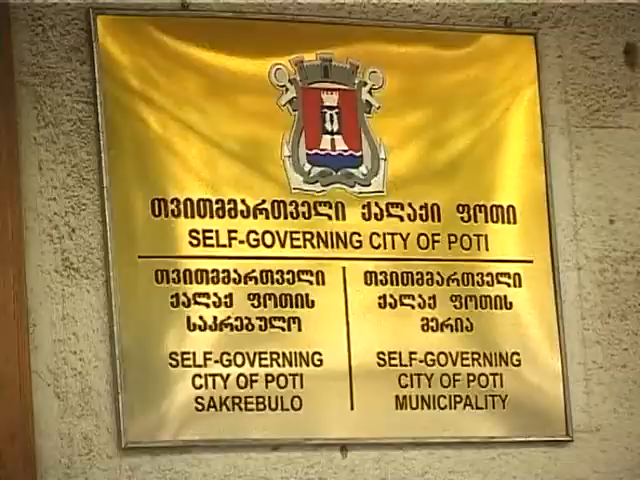 თვითმმართველი ქალაქი ფოთი
SELF-GOVERNING CITY OF POTI
თვითმმართველი
ქალაქ ფოთის
საკრებულო
SELF-GOVERNING
CITY OF POTI
SAKREBULO
თვითმმართველი
ქალაქ ფოთის
მერია
SELF-GOVERNING
CITY OF POTI
MUNICIPALITY